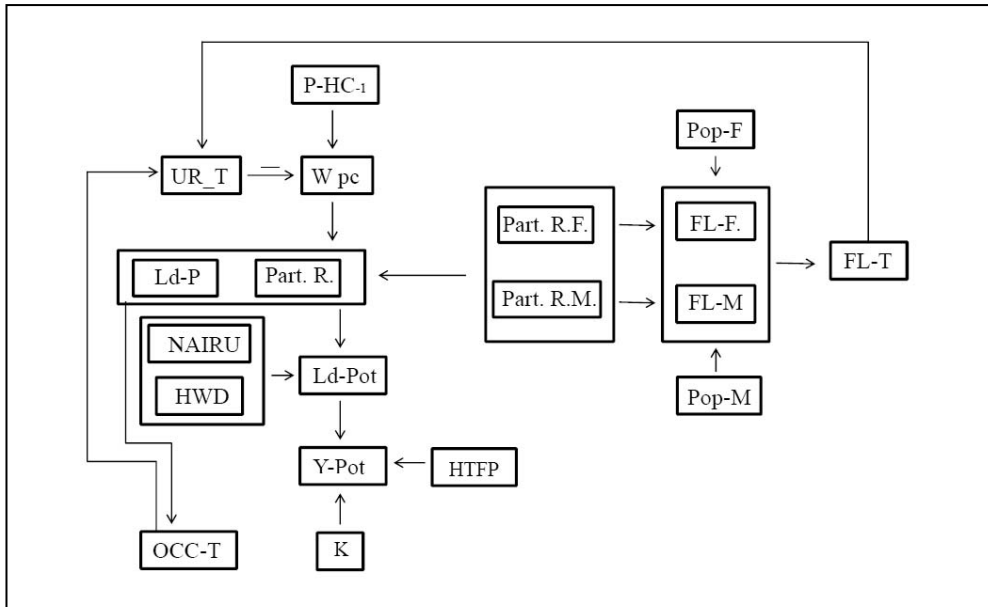 P-HC-1
Pop-F
UR_T
W pc
Part. R.F.
FL-F.
Ld-P
Part. R.
FL-T
Part. R.M.
FL-M
NAIRU
Ld-Pot
HWD
Pop-M
Y-Pot
HTFP
OCC-T
K